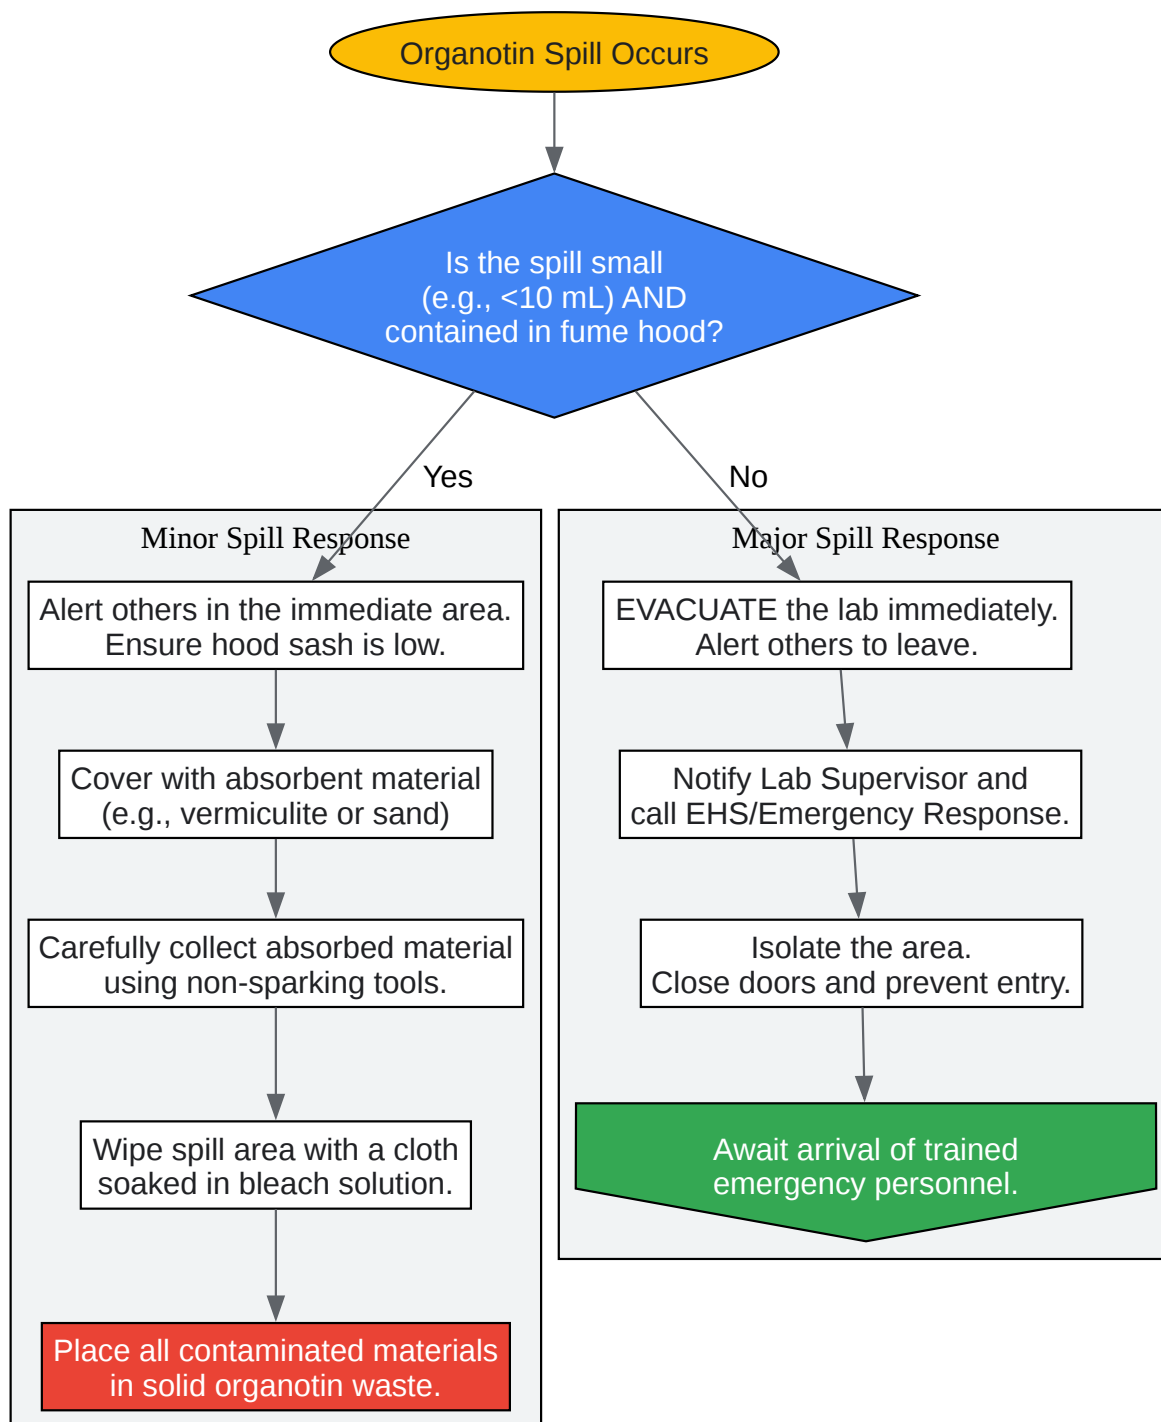 Organotin Spill Occurs
Is the spill small
(e.g., <10 mL) AND
contained in fume hood?
Yes
No
Minor Spill Response
Alert others in the immediate area.
Ensure hood sash is low.
Cover with absorbent material
(e.g., vermiculite or sand)
Carefully collect absorbed material
using non-sparking tools.
Wipe spill area with a cloth
soaked in bleach solution.
Place all contaminated materials
in solid organotin waste.
Major Spill Response
EVACUATE the lab immediately.
Alert others to leave.
Notify Lab Supervisor and
call EHS/Emergency Response.
Isolate the area.
Close doors and prevent entry.
Await arrival of trained
emergency personnel.